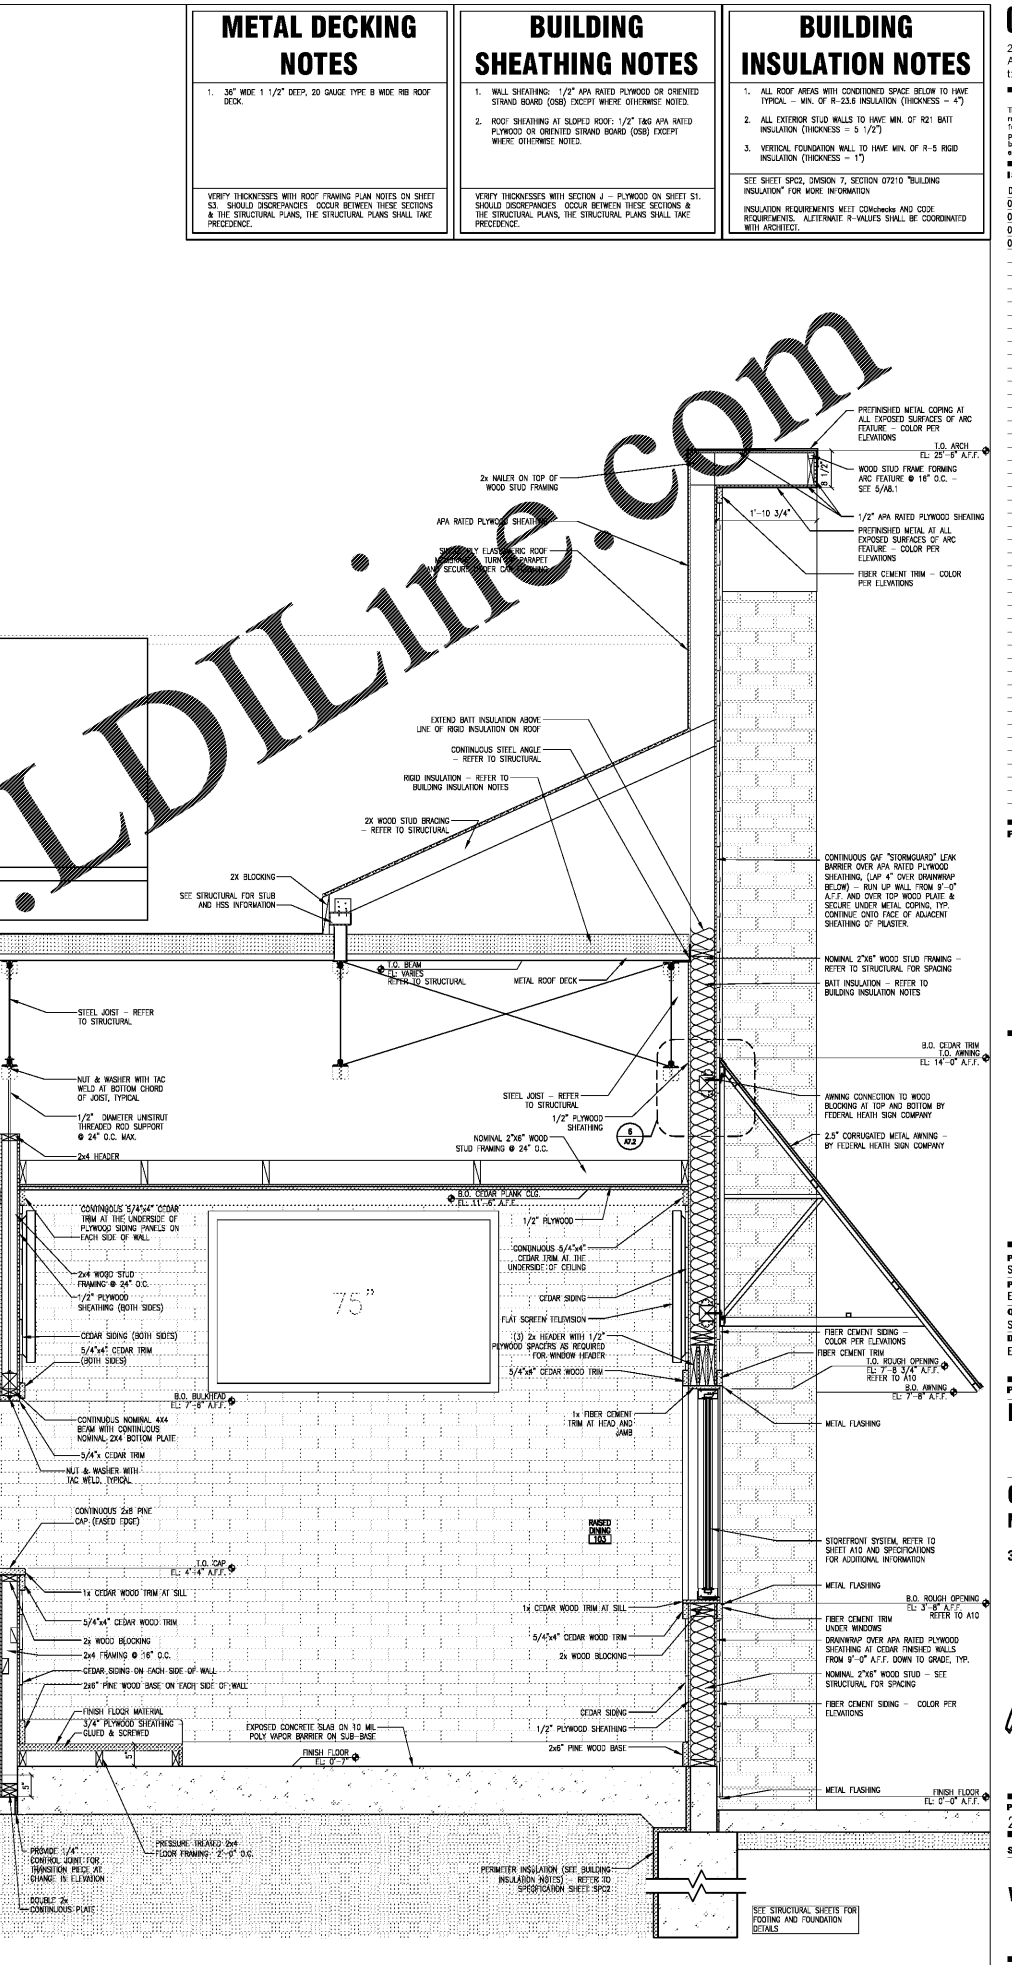 METAL DECKING
NOTES
1. 36" WIDE 1 1/2" DEEP, 20 GAUGE TYPE B WIDE RIB ROOF
DECK.
VERIFY THICKNESSES WITH ROOF FRAMING PLAN NOTES ON SHEET
S3. SHOULD DISCREPANCIES OCCUR BETWEEN THESE SECTIONS
& THE STRUCTURAL PLANS, THE STRUCTURAL PLANS SHALL TAKE
PRECEDENCE.
BUILDING
SHEATHING NOTES
1. WALL SHEATHING: 1/2" APA RATED PLYWOOD OR ORIENTED
STRAND BOARD (OSB) EXCEPT WHERE OTHERWISE NOTED.
2. ROOF SHEATHING AT SLOPED ROOF: 1/2" T&G APA RATED
PLYWOOD OR ORIENTED STRAND BOARD (OSB) EXCEPT
WHERE OTHERWISE NOTED.
VERIFY THICKNESSES WITH SECTION J - PLYWOOD ON SHEET S1.
SHOULD DISCREPANCIES OCCUR BETWEEN THESE SECTIONS &
THE STRUCTURAL PLANS, THE STRUCTURAL PLANS SHALL TAKE
PRECEDENCE.
BUILDING
INSULATION NOTES
1. ALL ROOF AREAS WITH CONDITIONED SPACE BELOW TO HAVE
TYPICAL - MIN. OF R-23.6 INSULATION (THICKNESS = 4")
2. ALL EXTERIOR STUD WALLS TO HAVE MIN. OF R21 BATT
INSULATION (THICKNESS = 5 1/2")
3. VERTICAL FOUNDATION WALL TO HAVE MIN. OF R-5 RIGID
INSULATION (THICKNESS = 1")
SEE SHEET SPC2, DIVISION 7, SECTION 07210 "BUILDING
INSULATION" FOR MORE INFORMATION
INSULATION REQUIREMENTS MEET COMchecks AND CODE
REQUIREMENTS. ALETERNATE R-VALUES SHALL BE COORDINATED
WITH ARCHITECT.
.LDILine.com
PREFINISHED METAL COPING AT
ALL EXPOSED SURFACES OF ARC
FEATURE - COLOR PER
ELEVATIONS
T.O. ARCH
EL: 25'-6" A.F.F.
WOOD STUD FRAME FORMING
ARC FEATURE @ 16" O.C. -
SEE 5/A8.1
8 1/2"
1'-10 3/4"
1/2" APA RATED PLYWOOD SHEATING
PREFINISHED METAL AT ALL
EXPOSED SURFACES OF ARC
FEATURE - COLOR PER
ELEVATIONS
FIBER CEMENT TRIM - COLOR
PER ELEVATIONS
2x NAILER ON TOP OF
WOOD STUD FRAMING
APA RATED PLYWOOD SHEATHING
EXTEND BATT INSULATION ABOVE
LINE OF RIGID INSULATION ON ROOF
CONTINUOUS STEEL ANGLE
- REFER TO STRUCTURAL
RIGID INSULATION - REFER TO
BUILDING INSULATION NOTES
2X WOOD STUD BRACING
- REFER TO STRUCTURAL
2X BLOCKING
SEE STRUCTURAL FOR STUB
AND HSS INFORMATION
CONTINUOUS GAF "STORMGUARD" LEAK
BARRIER OVER APA RATED PLYWOOD
SHEATHING, (LAP 4" OVER DRAINWRAP
BELOW) - RUN UP WALL FROM 9'-0"
A.F.F. AND OVER TOP WOOD PLATE &
SECURE UNDER METAL COPING, TYP.
CONTINUE ONTO FACE OF ADJACENT
SHEATHING OF PILASTER.
NOMINAL 2"X6" WOOD STUD FRAMING -
REFER TO STRUCTURAL FOR SPACING
BATT INSULATION - REFER TO
BUILDING INSULATION NOTES
T.O. BEAM
EL: VARIES
REFER TO STRUCTURAL
METAL ROOF DECK
STEEL JOIST - REFER
TO STRUCTURAL
B.O. CEDAR TRIM
T.O. AWNING
EL: 14'-0" A.F.F.
NUT & WASHER WITH TAC
WELD AT BOTTOM CHORD
OF JOIST, TYPICAL
STEEL JOIST - REFER
TO STRUCTURAL
AWNING CONNECTION TO WOOD
BLOCKING AT TOP AND BOTTOM BY
FEDERAL HEATH SIGN COMPANY
1/2" DIAMETER UNISTRUT
THREADED ROD SUPPORT
@ 24" O.C. MAX.
1/2" PLYWOOD
SHEATHING
6
A7.2
2.5" CORRUGATED METAL AWNING -
BY FEDERAL HEATH SIGN COMPANY
NOMINAL 2"X6" WOOD
STUD FRAMING @ 24" O.C.
2x4 HEADER
B.O. CEDAR PLANK CLG.
EL: 11'-6" A.F.F.
CONTINUOUS 5/4"x4" CEDAR
TRIM AT THE UNDERSIDE OF
PLYWOOD SIDING PANELS ON
EACH SIDE OF WALL
1/2" PLYWOOD
CONTINUOUS 5/4"x4"
CEDAR TRIM AT THE
UNDERSIDE OF CEILING
2x4 WOOD STUD
FRAMING @ 24" O.C.
1/2" PLYWOOD
SHEATHING (BOTH SIDES)
75"
CEDAR SIDING
FLAT SCREEN TELEVISION
CEDAR SIDING (BOTH SIDES)
5/4"x4" CEDAR TRIM
(BOTH SIDES)
(3) 2x HEADER WITH 1/2"
PLYWOOD SPACERS AS REQUIRED
FOR WINDOW HEADER
5/4"x4" CEDAR WOOD TRIM
FIBER CEMENT SIDING -
COLOR PER ELEVATIONS
FIBER CEMENT TRIM
T.O. ROUGH OPENING
EL: 7'-8 3/4" A.F.F.
REFER TO A10
B.O. AWNING
EL: 7'-8" A.F.F.
B.O. BULKHEAD
EL: 7'-6" A.F.F.
1x FIBER CEMENT
TRIM AT HEAD AND
JAMB
METAL FLASHING
CONTINUOUS NOMINAL 4X4
BEAM WITH CONTINUOUS
NOMINAL 2X4 BOTTOM PLATE
5/4"x CEDAR TRIM
NUT & WASHER WITH
TAC WELD, TYPICAL
CONTINUOUS 2x8 PINE
CAP (EASED EDGE)
RAISED
DINING
103
STOREFRONT SYSTEM, REFER TO
SHEET A10 AND SPECIFICATIONS
FOR ADDITIONAL INFORMATION
T.O. CAP
EL: 4'-4" A.F.F.
METAL FLASHING
1x CEDAR WOOD TRIM AT SILL
1x CEDAR WOOD TRIM AT SILL
B.O. ROUGH OPENING
EL: 3'-8" A.F.F.
REFER TO A10
FIBER CEMENT TRIM
UNDER WINDOWS
5/4"x4" CEDAR WOOD TRIM
5/4"x4" CEDAR WOOD TRIM
2x WOOD BLOCKING
2x WOOD BLOCKING
2x4 FRAMING @ 16" O.C.
DRAINWRAP OVER APA RATED PLYWOOD
SHEATHING AT CEDAR FINISHED WALLS
FROM 9'-0" A.F.F. DOWN TO GRADE, TYP.
CEDAR SIDING ON EACH SIDE OF WALL
2x6" PINE WOOD BASE ON EACH SIDE OF WALL
NOMINAL 2"X6" WOOD STUD - SEE
STRUCTURAL FOR SPACING
CEDAR SIDING
FIBER CEMENT SIDING - COLOR PER
ELEVATIONS
FINISH FLOOR MATERIAL
3/4" PLYWOOD SHEATHING
GLUED & SCREWED
EXPOSED CONCRETE SLAB ON 10 MIL
POLY VAPOR BARRIER ON SUB-BASE
1/2" PLYWOOD SHEATHING
2x6" PINE WOOD BASE
FINISH FLOOR
EL: 0'-7"
5"
5"
METAL FLASHING
FINISH FLOOR
EL: 0'-0" A.F.F.
PROVIDE 1/4"
CONTROL JOINT FOR
TRANSITION PIECE AT
CHANGE IN ELEVATION
PRESSURE TREATED 2x4
FLOOR FRAMING 2'-0" O.C.
PERIMETER INSULATION (SEE BUILDING
INSULATION NOTES) - REFER TO
SPECIFICATION SHEET SPC2
DOUBLE 2x
CONTINUOUS PLATE
SEE STRUCTURAL SHEETS FOR
FOOTING AND FOUNDATION
DETAILS